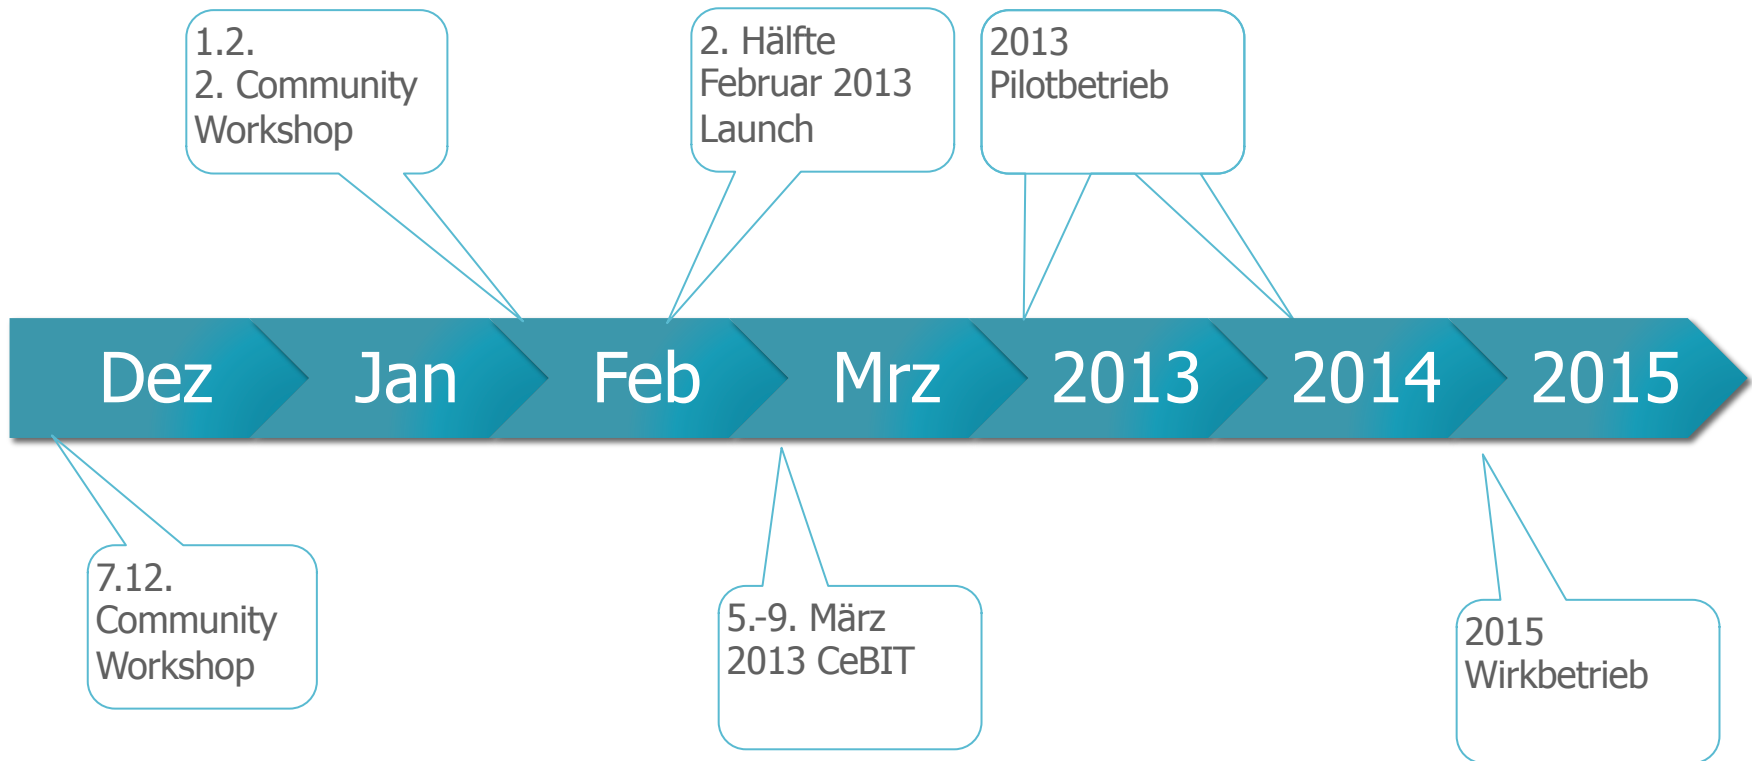 1.2.
2. Community
Workshop
2. Hälfte
Februar 2013
Launch
2013
Pilotbetrieb
Dez
Jan
Feb
Mrz
2013
2014
2015
7.12.
Community
Workshop
5.-9. März
2013 CeBIT
2015
Wirkbetrieb